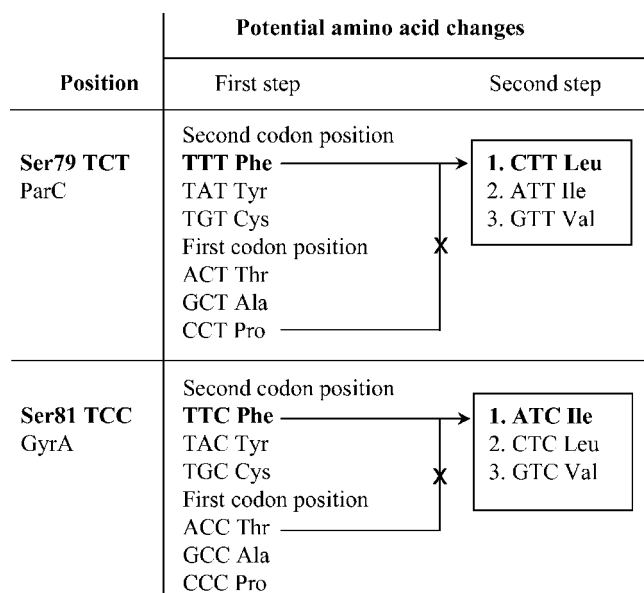 Potential amino acid changes
Position First step Second step
Second codon position
Ser79 TCT TTT Phe 1. CTT Leu
ParC TAT Tyr 2. ATT Ile
TGT Cys 3. GTT Val
First codon position X
ACT Thr
GCT Ala
CCT Pro
Second codon position
Ser81 TCC TTC Phe 1. ATC Ile
GyrA TAC Tyr 2. CTC Leu
TGC Cys X 3. GTC Val
First codon position
ACC Thr
GCC Ala
CCC Pro